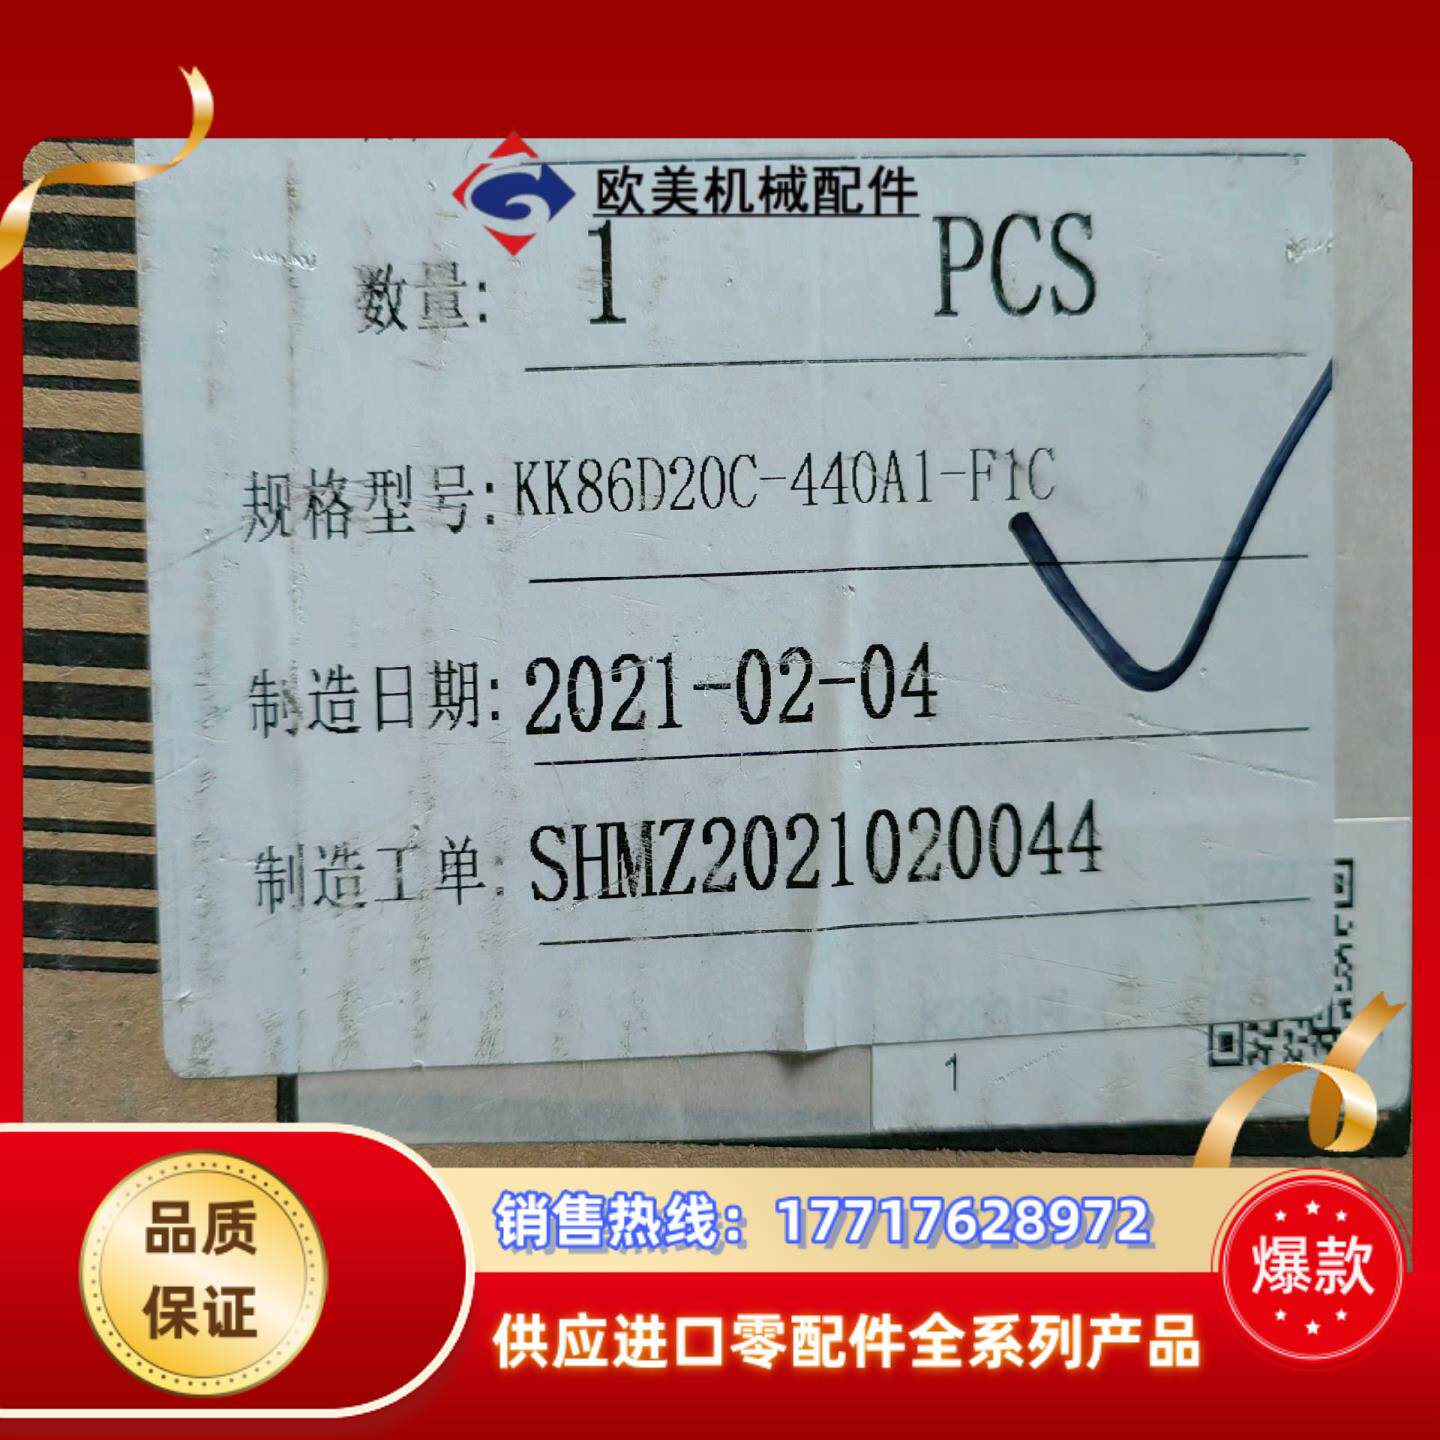 欧美机械配件
数量: 1 PCS
规格型号: KK86D20C-440A1-F1C
制造日期: 2021-02-04
制造工单: SHMZ2021020044
1
品质
保证
销售热线：17717628972
爆款
供应进口零配件全系列产品